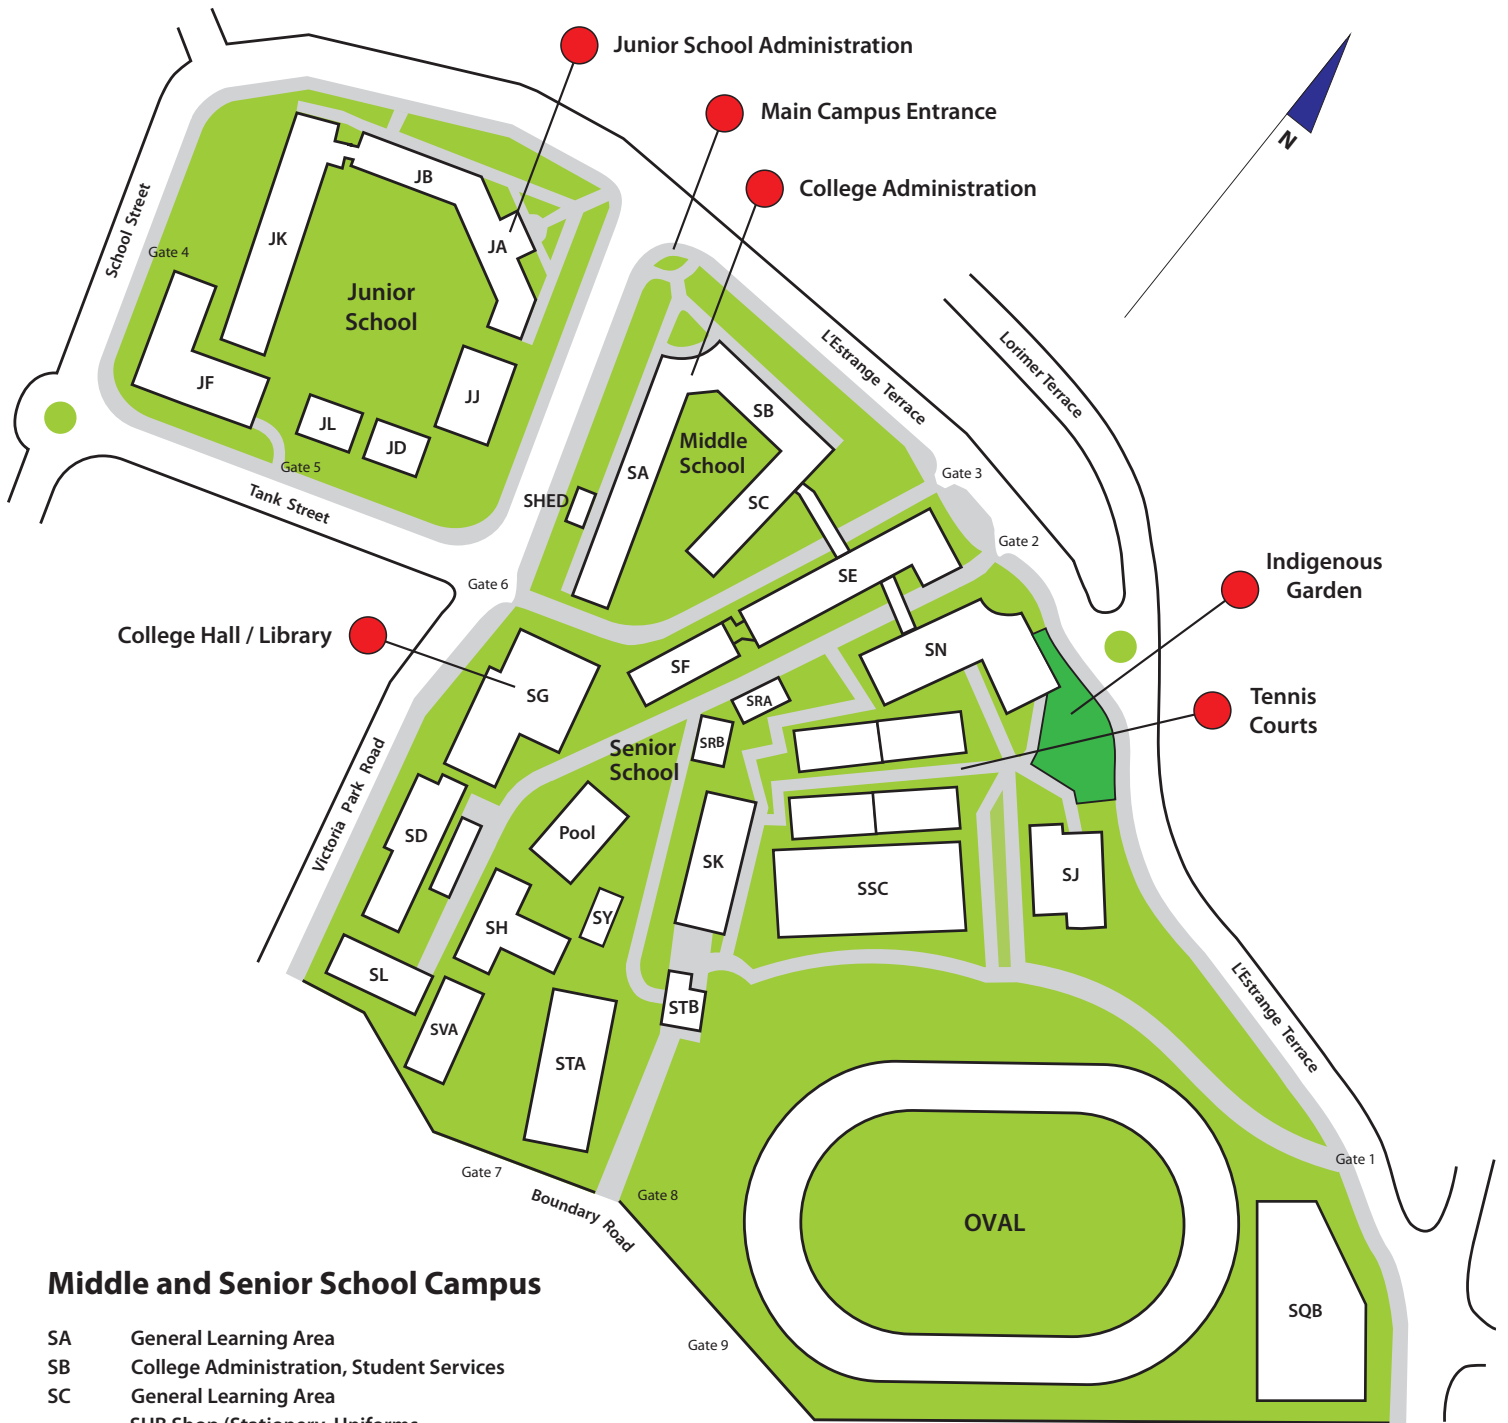 Junior School Administration
Main Campus Entrance
College Administration
N
School Street
Gate 4
JK
JB
JA
Junior
School
JF
JL
JD
JJ
Gate 5
Tank Street
L'Estrange Terrace
Lorimer Terrace
SB
Middle
School
SA
SC
SHED
Gate 3
Gate 2
Gate 6
SE
Indigenous
Garden
College Hall / Library
SF
SN
SG
SRA
SRB
Senior
School
Tennis
Courts
Victoria Park Road
SD
Pool
SK
SSC
SJ
SH
SY
SL
STB
SVA
STA
L'Estrange Terrace
Gate 1
Gate 7
Boundary Road
Gate 8
OVAL
SQB
Gate 9
Middle and Senior School Campus
SA General Learning Area
SB College Administration, Student Services
SC General Learning Area
SUB Shop (Stationery, Uniforms